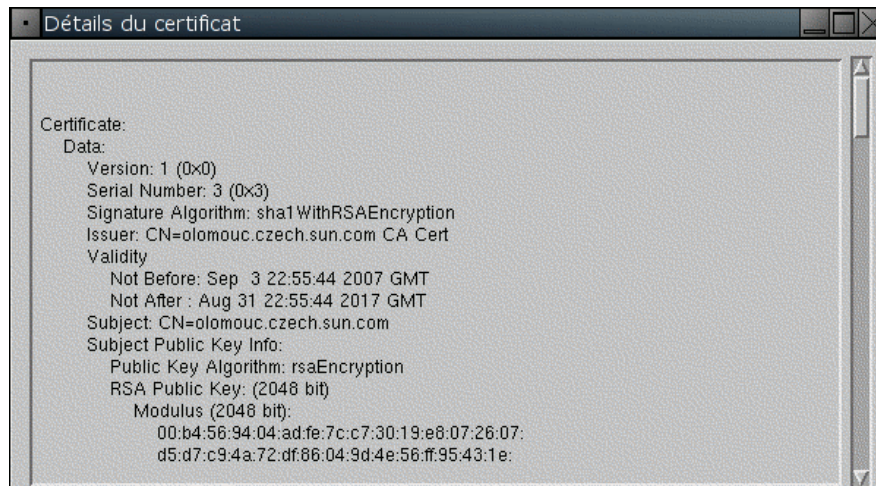 Détails du certificat
Certificate:
Data:
Version: 1 (0x0)
Serial Number: 3 (0x3)
Signature Algorithm: sha1WithRSAEncryption
Issuer: CN=olomouc.czech.sun.com CA Cert
Validity
Not Before: Sep  3 22:55:44 2007 GMT
Not After : Aug 31 22:55:44 2017 GMT
Subject: CN=olomouc.czech.sun.com
Subject Public Key Info:
Public Key Algorithm: rsaEncryption
RSA Public Key: (2048 bit)
Modulus (2048 bit):
00:b4:56:94:04:ad:fe:7c:c7:30:19:e8:07:26:07:
d5:d7:c9:4a:72:df:86:04:9d:4e:56:ff:95:43:1e: